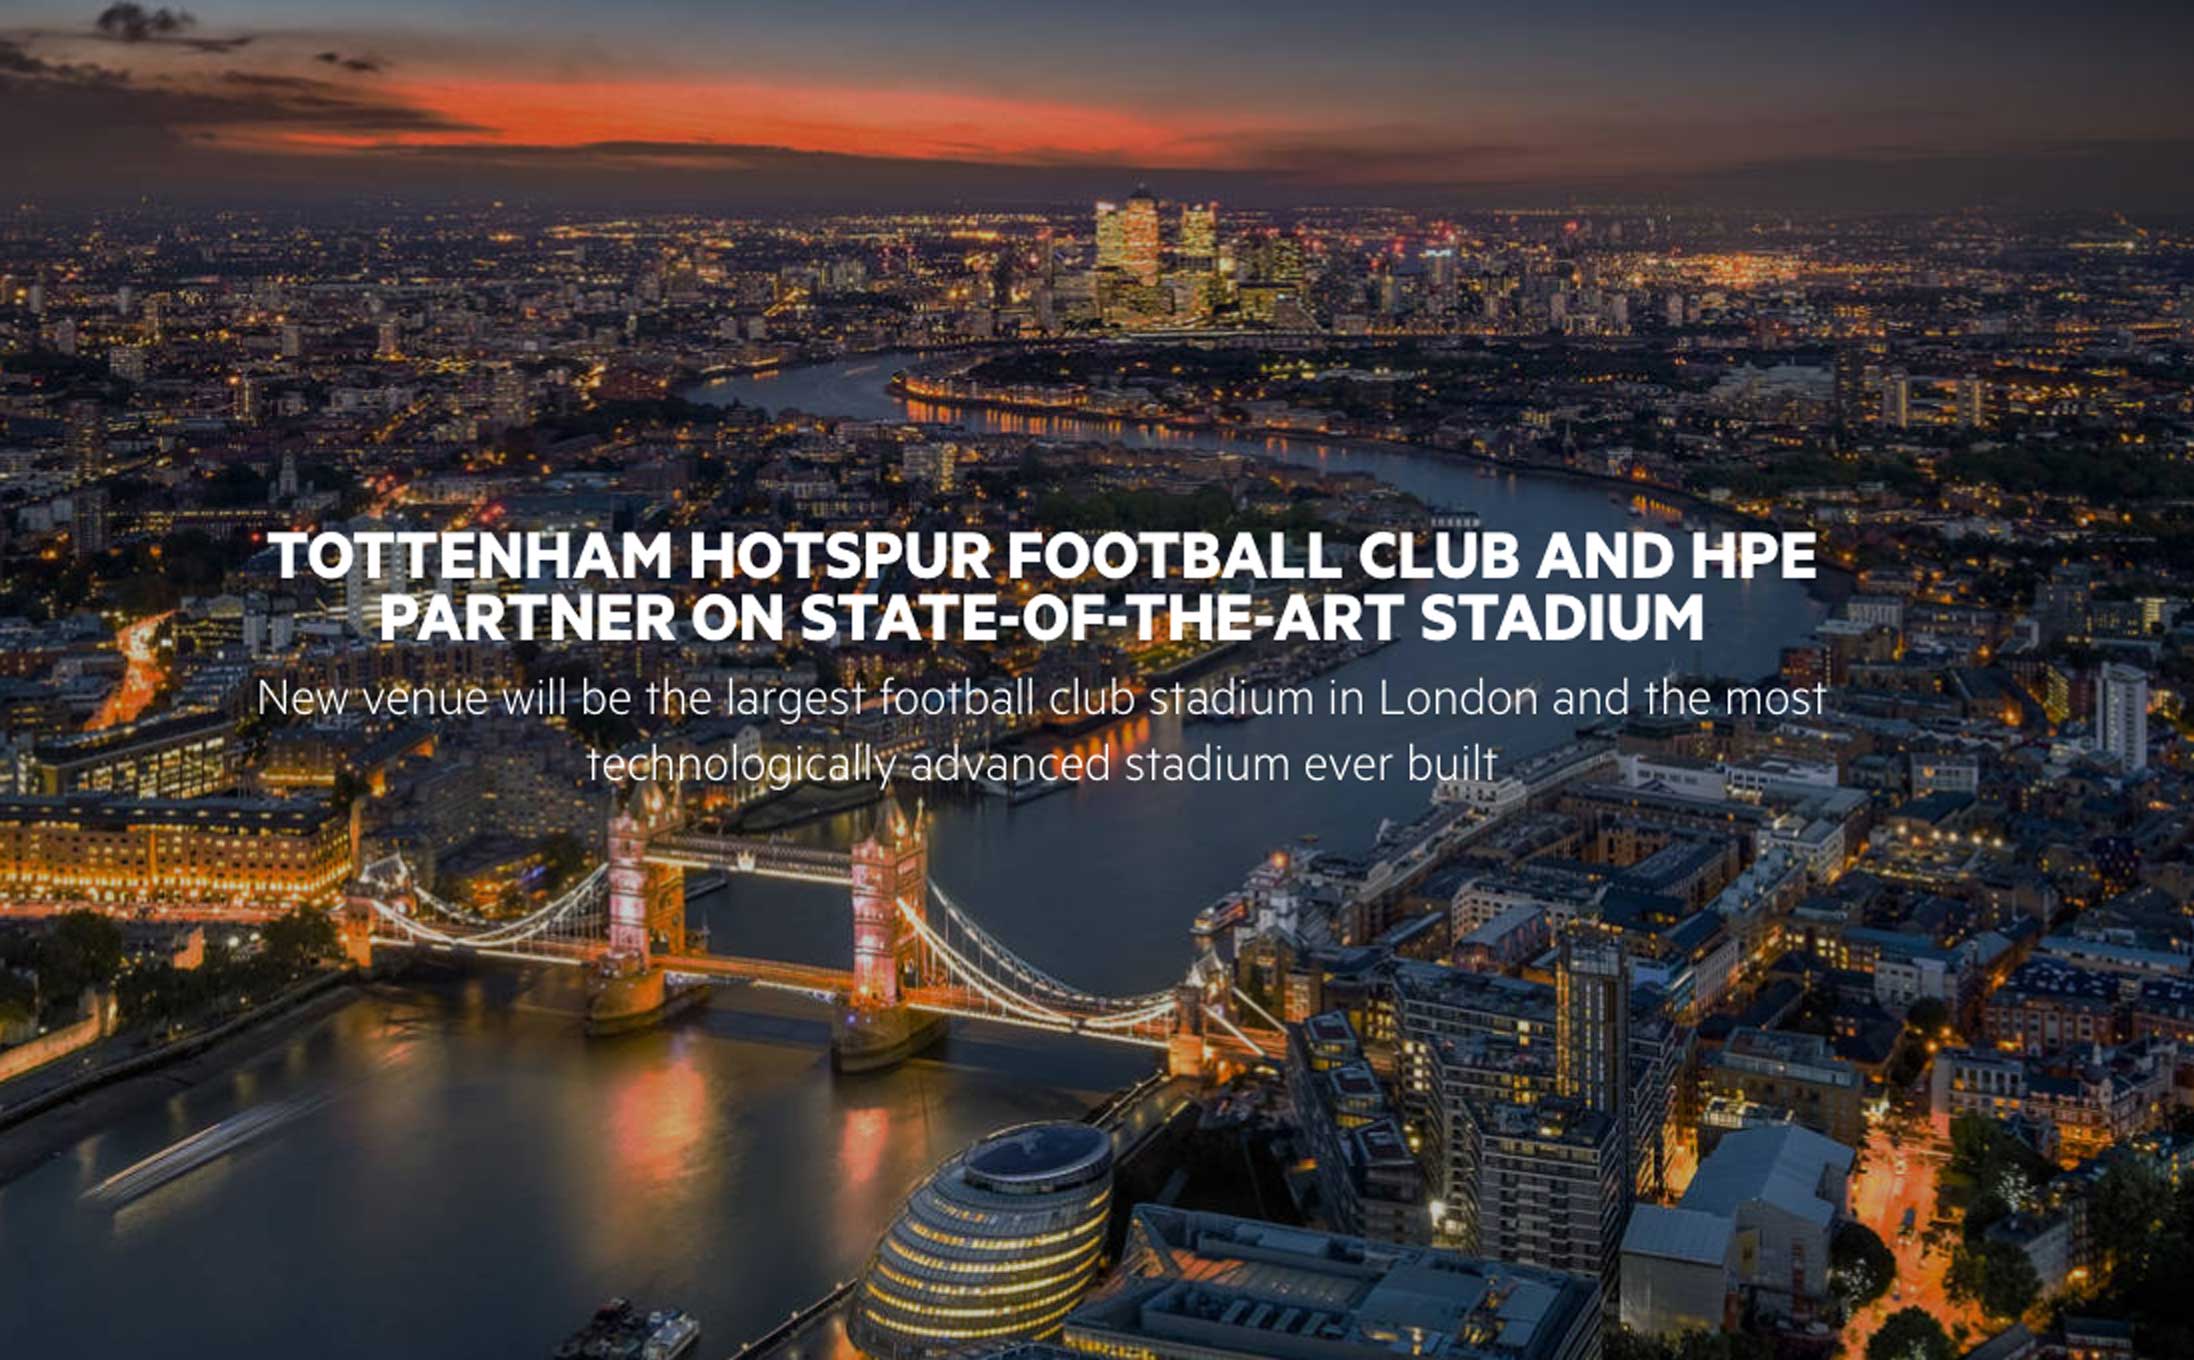 TOTTENHAM HOTSPUR FOOTBALL CLUB AND HPE
PARTNER ON STATE-OF-THE-ART STADIUM
New venue will be the largest football club stadium in London and the most
technologically advanced stadium ever built